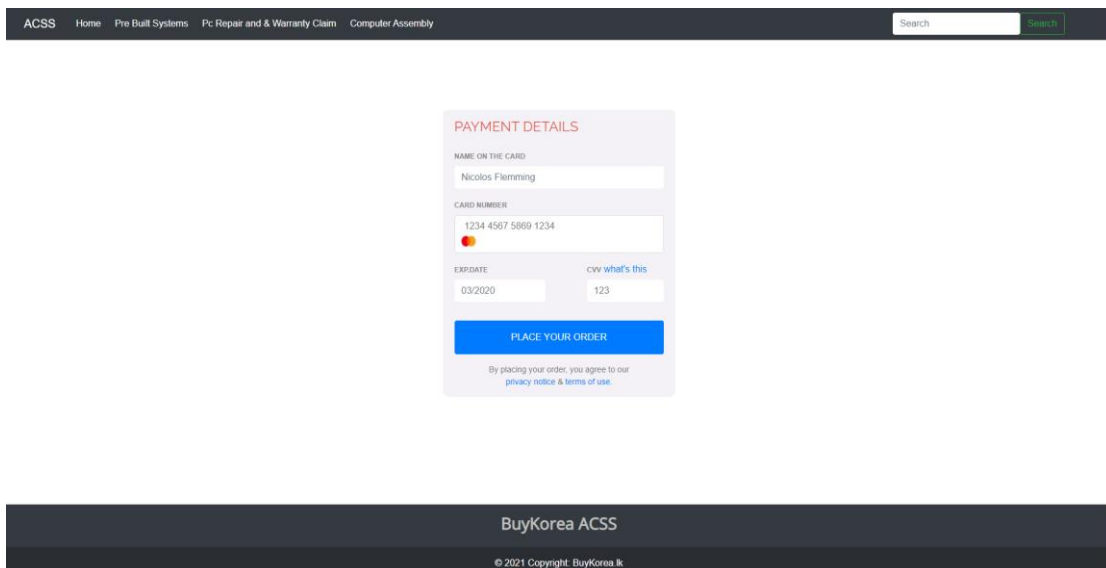 ACSS Home Pre Built Systems Pc Repair and & Warranty Claim Computer Assembly Search Search
PAYMENT DETAILS
NAME ON THE CARD
Nicolos Flemming
CARD NUMBER
1234 4567 5869 1234
EXP.DATE CVV what's this
03/2020 123
PLACE YOUR ORDER
By placing your order, you agree to our
privacy notice & terms of use.
BuyKorea ACSS
© 2021 Copyright: BuyKorea.lk